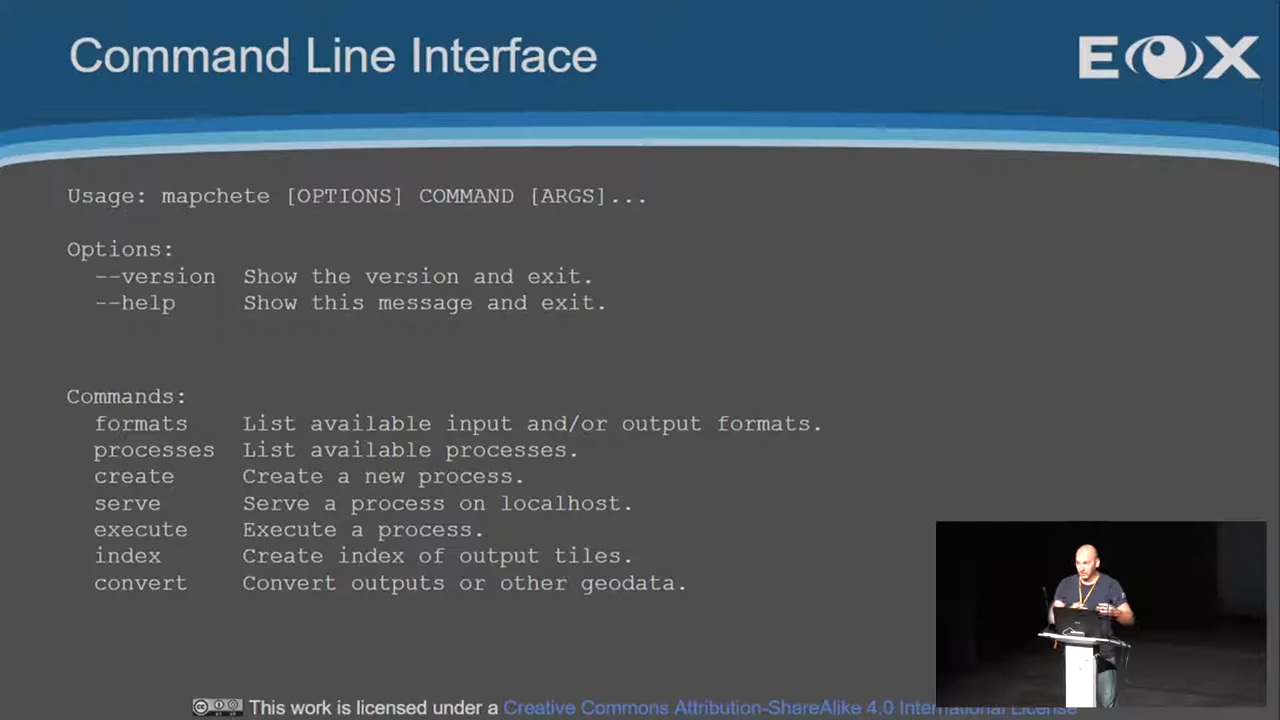 Command Line Interface
EOX
Usage: mapchete [OPTIONS] COMMAND [ARGS]...
Options:
--version Show the version and exit.
--help Show this message and exit.
Commands:
formats List available input and/or output formats.
processes List available processes.
create Create a new process.
serve Serve a process on localhost.
execute Execute a process.
index Create index of output tiles.
convert Convert outputs or other geodata.
This work is licensed under a Creative Commons Attribution-ShareAlike 4.0 International License